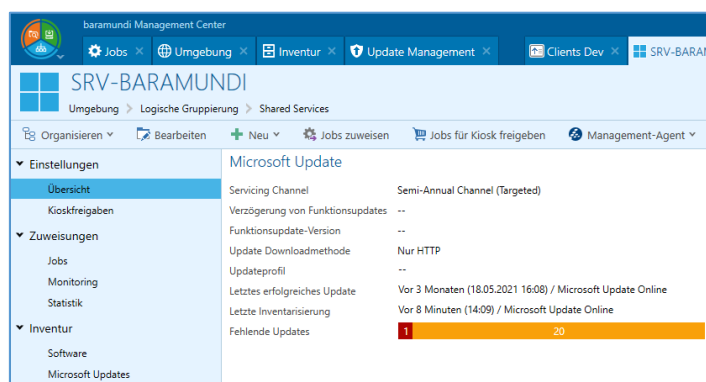 baramundi Management Center
Jobs × Umgebung × Inventur × Update Management × Clients Dev ×
SRV-BARAMUNDI
Umgebung > Logische Gruppierung > Shared Services
Organisieren Bearbeiten Neu Jobs zuweisen Jobs für Kiosk freigeben Management-Agent
Einstellungen
Übersicht
Kioskfreigaben
Zuweisungen
Jobs
Monitoring
Statistik
Inventur
Software
Microsoft Updates
Microsoft Update
Servicing Channel Semi-Annual Channel (Targeted)
Verzögerung von Funktionsupdates --
Funktionsupdate-Version --
Update Downloadmethode Nur HTTP
Updateprofil --
Letztes erfolgreiches Update Vor 3 Monaten (18.05.2021 16:08) / Microsoft Update Online
Letzte Inventarisierung Vor 8 Minuten (14:09) / Microsoft Update Online
Fehlende Updates 1 20